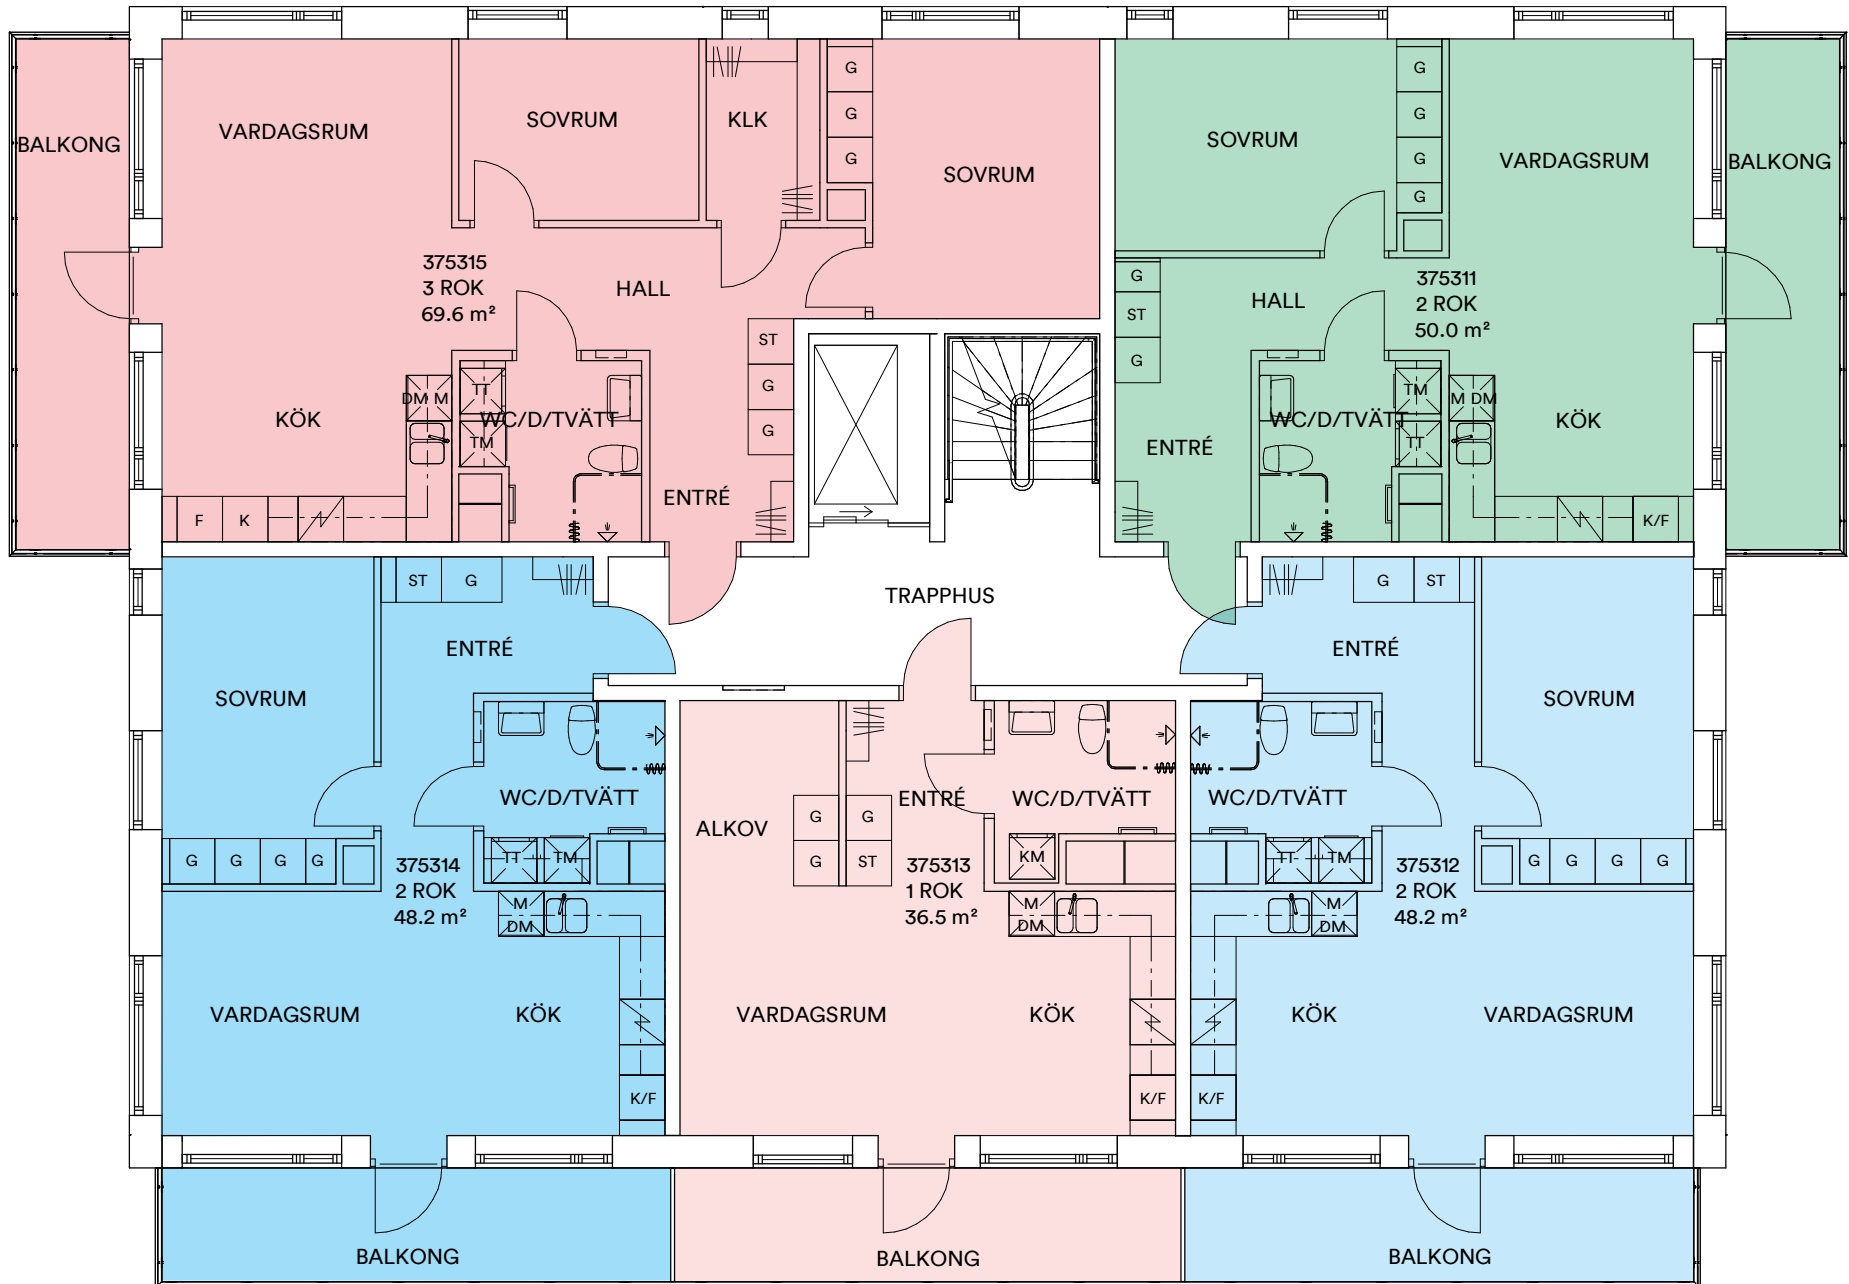 BALKONG
VARDAGSRUM
SOVRUM
KLK
G
G
G
SOVRUM
375315
3 ROK
69.6 m²
HALL
ST
G
G
DM M
TT
WC/D/TVÄTT
TM
KÖK
F
K
ENTRÉ
SOVRUM
G
G
G
G
VARDAGSRUM
BALKONG
G
ST
G
HALL
375311
2 ROK
50.0 m²
TM
M DM
WC/D/TVÄTT
TT
KÖK
ENTRÉ
K/F
TRAPPHUS
ST
G
ENTRÉ
SOVRUM
WC/D/TVÄTT
G
G
G
G
375314
2 ROK
48.2 m²
TT
TM
M
DM
VARDAGSRUM
KÖK
K/F
BALKONG
ALKOV
G
G
G
ST
ENTRÉ
WC/D/TVÄTT
375313
1 ROK
36.5 m²
KM
M
DM
VARDAGSRUM
KÖK
K/F
BALKONG
G
ST
ENTRÉ
SOVRUM
WC/D/TVÄTT
TT
TM
375312
2 ROK
48.2 m²
G
G
G
G
M
DM
KÖK
VARDAGSRUM
K/F
BALKONG